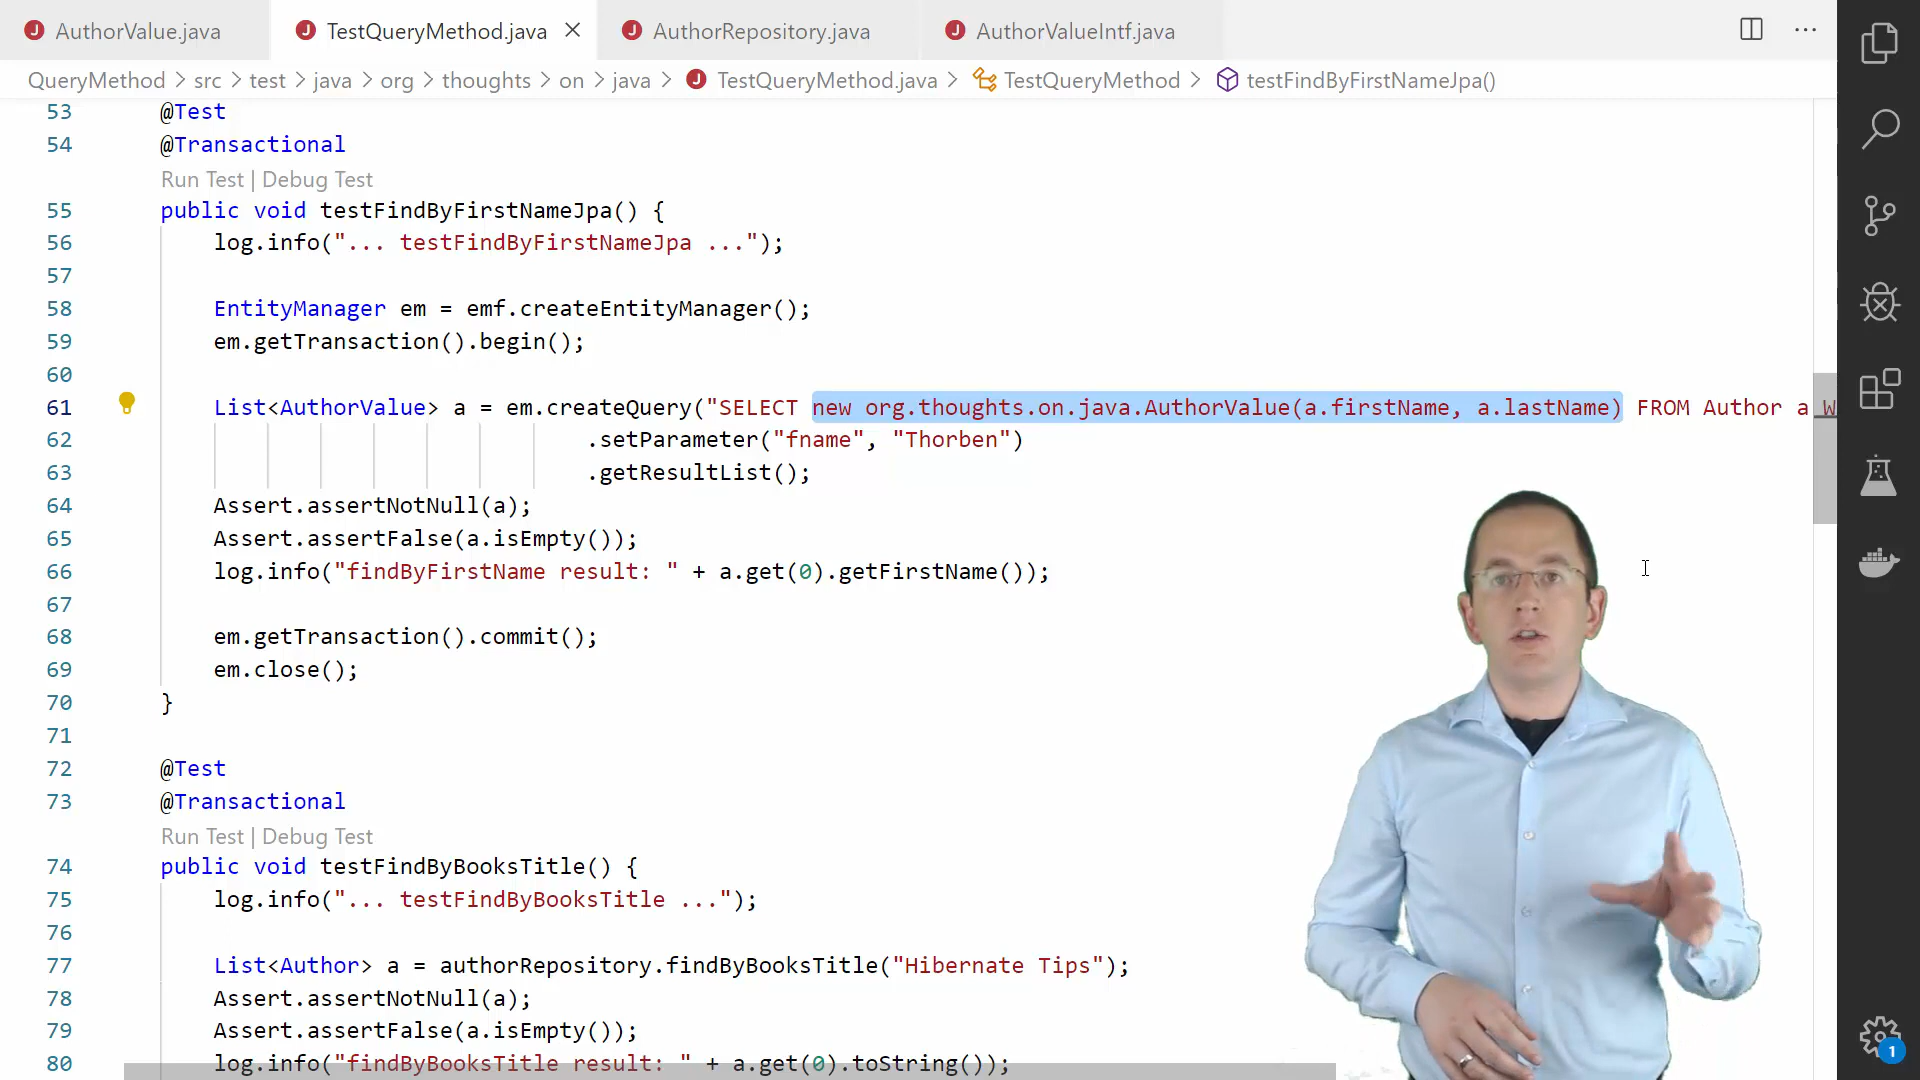 AuthorValue.java TestQueryMethod.java AuthorRepository.java AuthorValueIntf.java
QueryMethod > src > test > java > org > thoughts > on > java > TestQueryMethod.java > TestQueryMethod > testFindByFirstNameJpa()
53 @Test
54 @Transactional
Run Test | Debug Test
55 public void testFindByFirstNameJpa() {
56 log.info("... testFindByFirstNameJpa ...");
57
58 EntityManager em = emf.createEntityManager();
59 em.getTransaction().begin();
60
61 List<AuthorValue> a = em.createQuery("SELECT new org.thoughts.on.java.AuthorValue(a.firstName, a.lastName) FROM Author a W
62 .setParameter("fname", "Thorben")
63 .getResultList();
64 Assert.assertNotNull(a);
65 Assert.assertFalse(a.isEmpty());
66 log.info("findByFirstName result: " + a.get(0).getFirstName());
67
68 em.getTransaction().commit();
69 em.close();
70 }
71
72 @Test
73 @Transactional
Run Test | Debug Test
74 public void testFindByBooksTitle() {
75 log.info("... testFindByBooksTitle ...");
76
77 List<Author> a = authorRepository.findByBooksTitle("Hibernate Tips");
78 Assert.assertNotNull(a);
79 Assert.assertFalse(a.isEmpty());
80 log.info("findByBooksTitle result: " + a.get(0).toString());
1